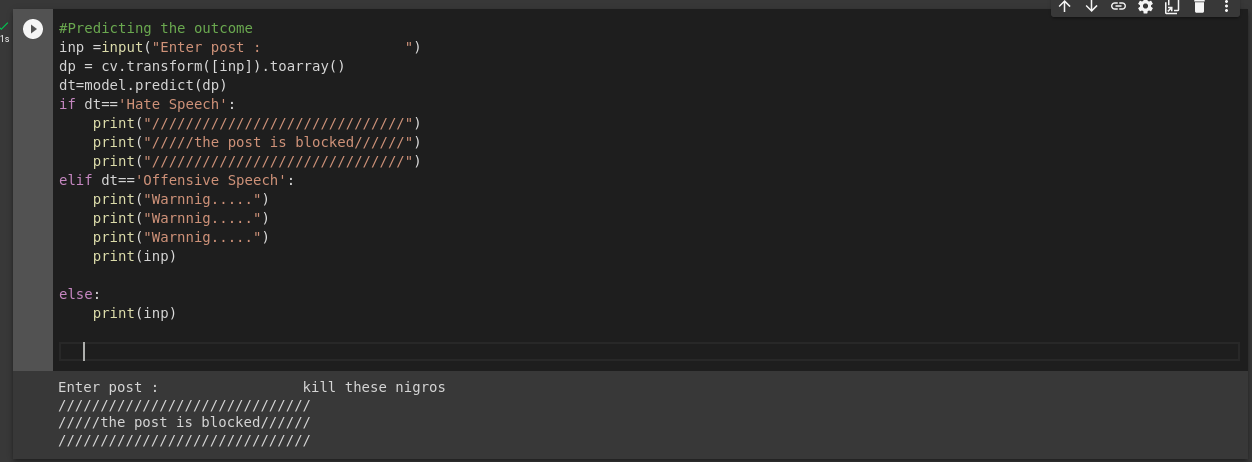 1s
#Predicting the outcome
inp =input("Enter post :                 ")
dp = cv.transform([inp]).toarray()
dt=model.predict(dp)
if dt=='Hate Speech':
    print("//////////////////////////////")
    print("/////the post is blocked//////")
    print("//////////////////////////////")
elif dt=='Offensive Speech':
    print("Warnnig.....")
    print("Warnnig.....")
    print("Warnnig.....")
    print(inp)
else:
    print(inp)
Enter post :                 kill these nigros
//////////////////////////////
/////the post is blocked//////
//////////////////////////////